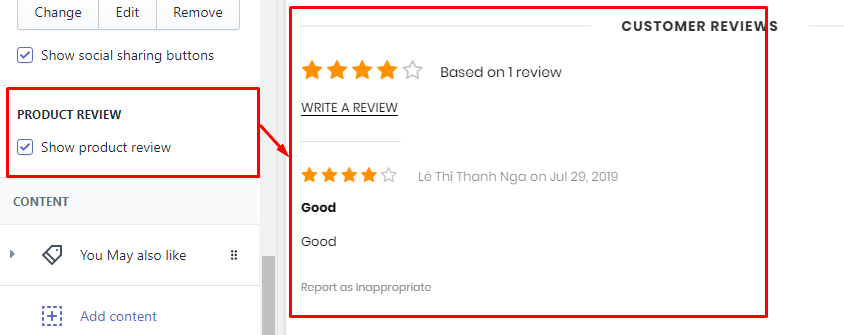 Change Edit Remove
Show social sharing buttons
PRODUCT REVIEW
Show product review
CONTENT
You May also like
Add content
CUSTOMER REVIEWS
Based on 1 review
WRITE A REVIEW
Lê Thị Thanh Nga on Jul 29, 2019
Good
Good
Report as Inappropriate